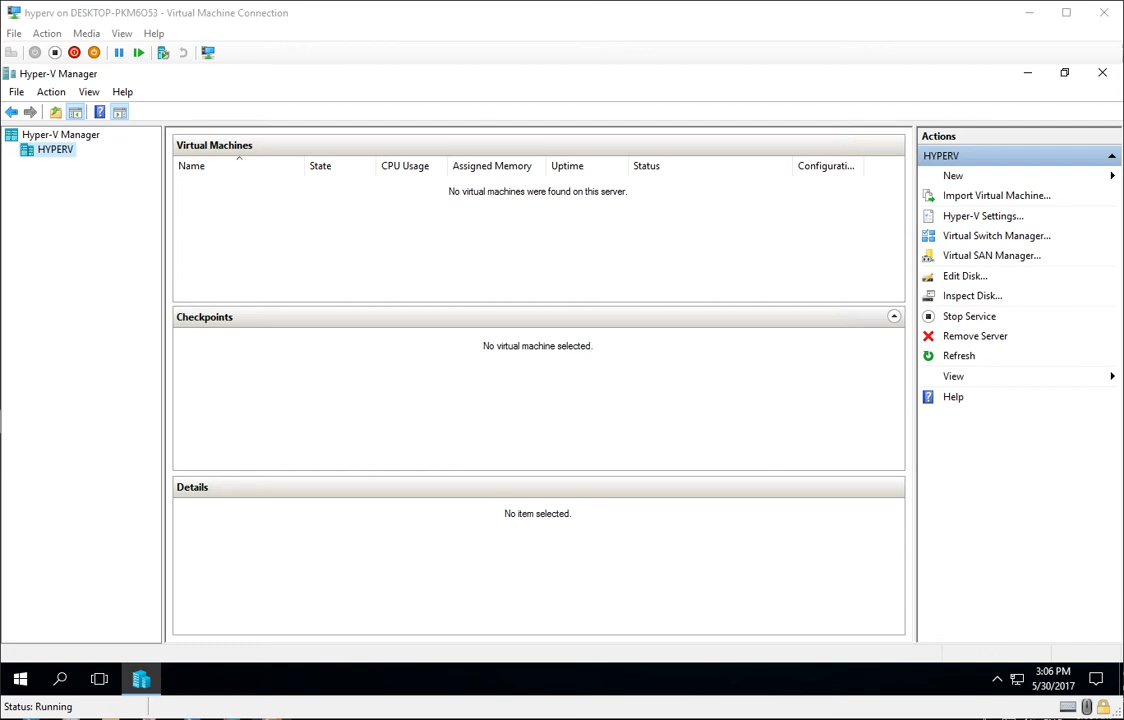 hyperv on DESKTOP-PKM6O53 - Virtual Machine Connection
File Action Media View Help
Hyper-V Manager
File Action View Help
Hyper-V Manager
HYPERV
Virtual Machines
Name State CPU Usage Assigned Memory Uptime Status Configurati...
No virtual machines were found on this server.
Checkpoints
No virtual machine selected.
Details
No item selected.
Actions
HYPERV
New
Import Virtual Machine...
Hyper-V Settings...
Virtual Switch Manager...
Virtual SAN Manager...
Edit Disk...
Inspect Disk...
Stop Service
Remove Server
Refresh
View
Help
3:06 PM
5/30/2017
Status: Running